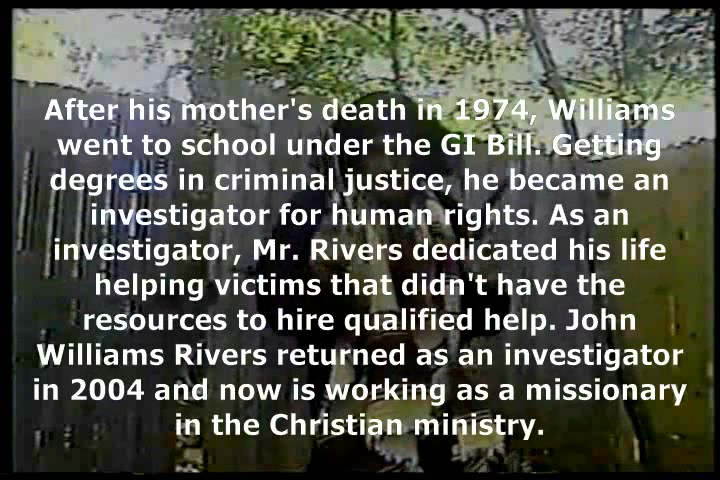 After his mother's death in 1974, Williams
went to school under the GI Bill. Getting
degrees in criminal justice, he became an
investigator for human rights. As an
investigator, Mr. Rivers dedicated his life
helping victims that didn't have the
resources to hire qualified help. John
Williams Rivers returned as an investigator
in 2004 and now is working as a missionary
in the Christian ministry.